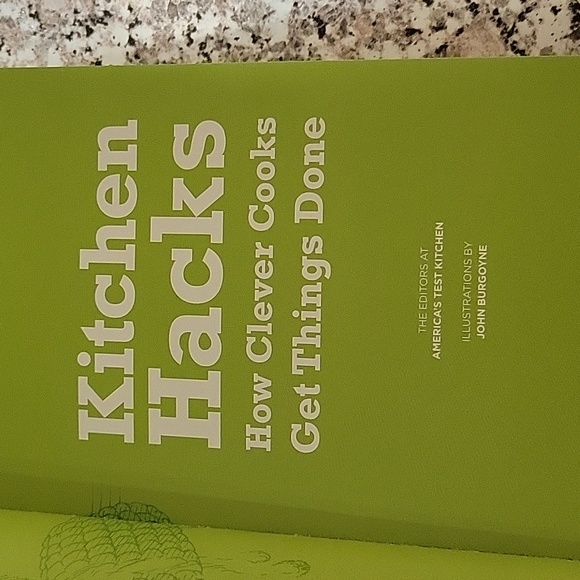 Kitchen
Hacks
How Clever Cooks
Get Things Done
THE EDITORS AT
AMERICA'S TEST KITCHEN
ILLUSTRATIONS BY
JOHN BURGOYNE